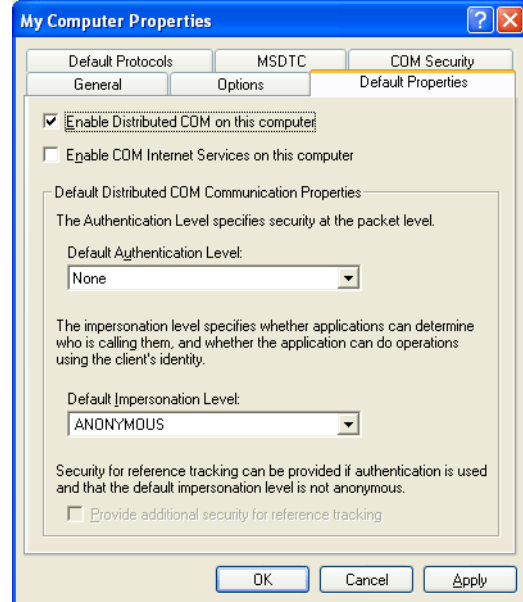 My Computer Properties
Default Protocols MSDTC COM Security
General Options Default Properties
Enable Distributed COM on this computer
Enable COM Internet Services on this computer
Default Distributed COM Communication Properties
The Authentication Level specifies security at the packet level.
Default Authentication Level:
None
The impersonation level specifies whether applications can determine
who is calling them, and whether the application can do operations
using the client's identity.
Default Impersonation Level:
ANONYMOUS
Security for reference tracking can be provided if authentication is used
and that the default impersonation level is not anonymous.
Provide additional security for reference tracking
OK Cancel Apply